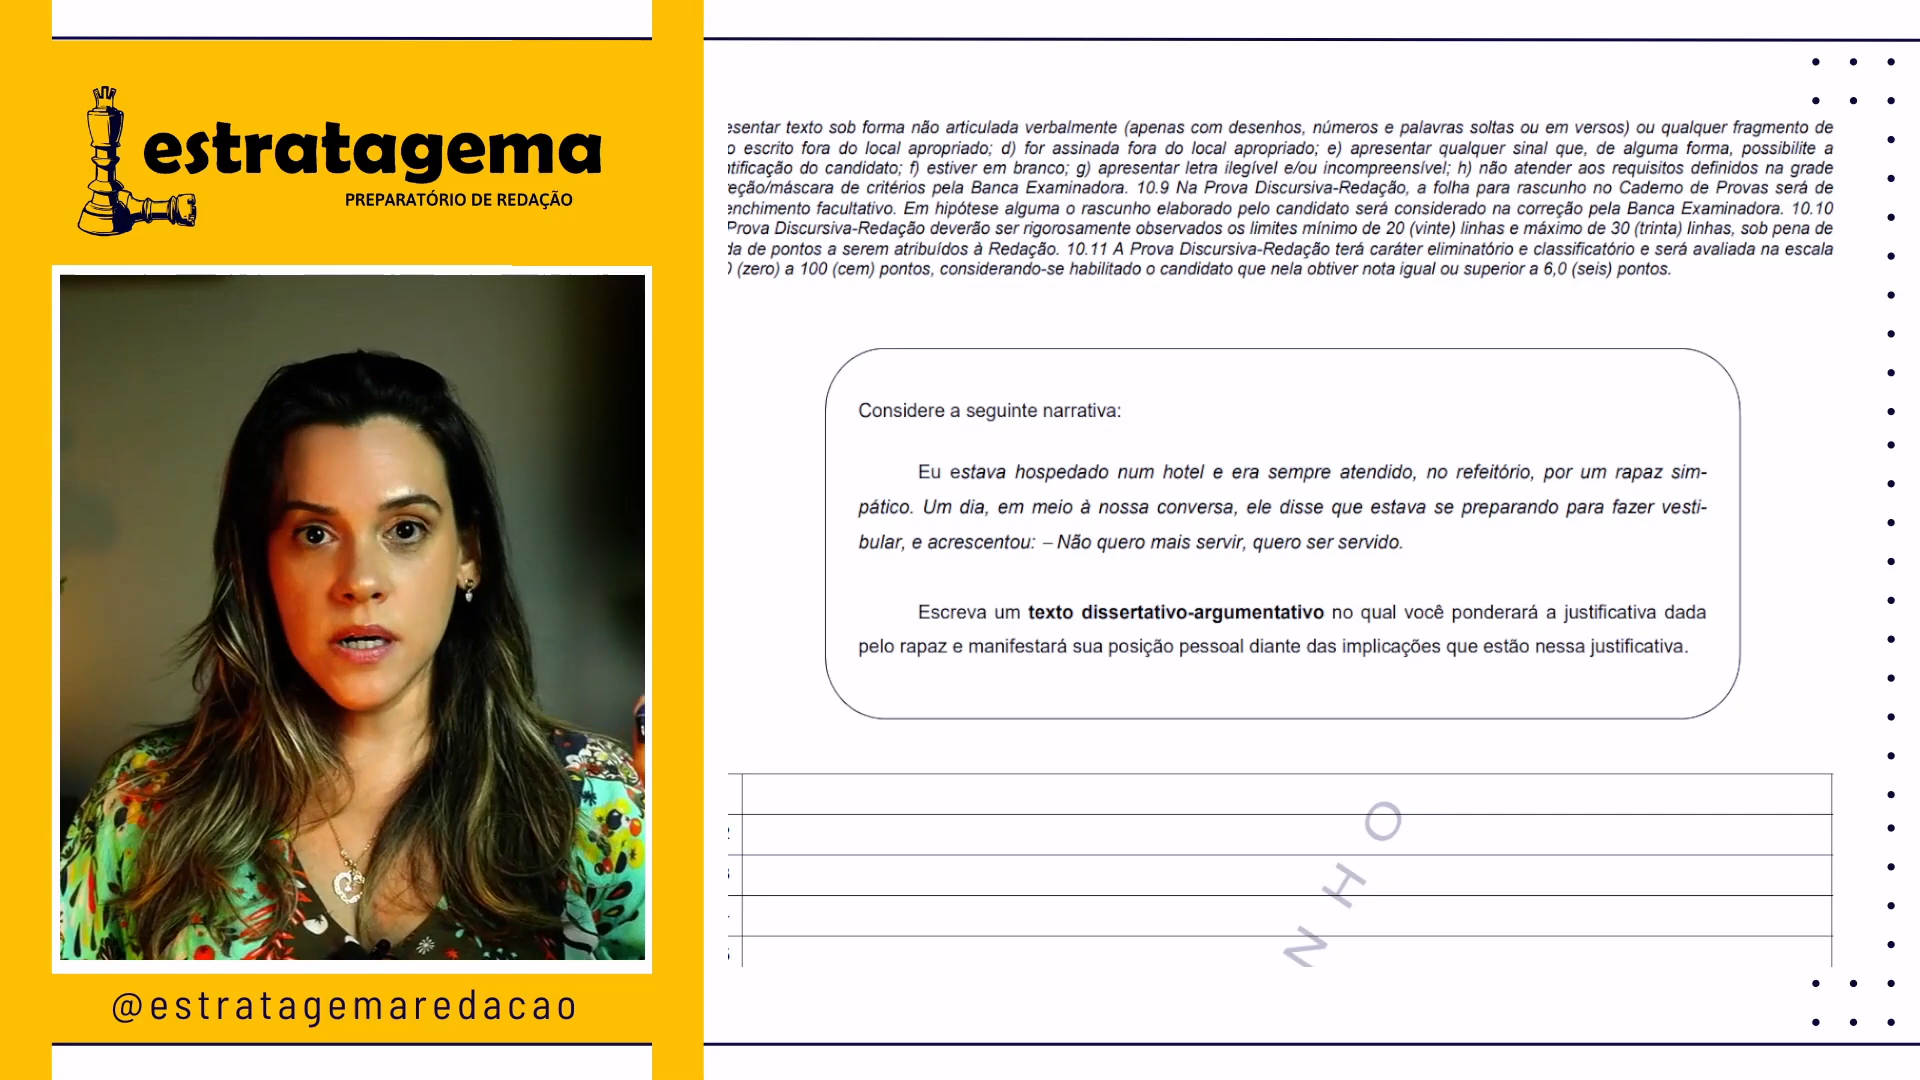 estratagema
PREPARATÓRIO DE REDAÇÃO
@estratagemaredacao
esentar texto sob forma não articulada verbalmente (apenas com desenhos, números e palavras soltas ou em versos) ou qualquer fragmento de
o escrito fora do local apropriado; d) for assinada fora do local apropriado; e) apresentar qualquer sinal que, de alguma forma, possibilite a
ntificação do candidato; f) estiver em branco; g) apresentar letra ilegível e/ou incompreensível; h) não atender aos requisitos definidos na grade
reção/máscara de critérios pela Banca Examinadora. 10.9 Na Prova Discursiva-Redação, a folha para rascunho no Caderno de Provas será de
enchimento facultativo. Em hipótese alguma o rascunho elaborado pelo candidato será considerado na correção pela Banca Examinadora. 10.10
Prova Discursiva-Redação deverão ser rigorosamente observados os limites mínimo de 20 (vinte) linhas e máximo de 30 (trinta) linhas, sob pena de
da de pontos a serem atribuídos à Redação. 10.11 A Prova Discursiva-Redação terá caráter eliminatório e classificatório e será avaliada na escala
0 (zero) a 100 (cem) pontos, considerando-se habilitado o candidato que nela obtiver nota igual ou superior a 6,0 (seis) pontos.
Considere a seguinte narrativa:
Eu estava hospedado num hotel e era sempre atendido, no refeitório, por um rapaz sim-
pático. Um dia, em meio à nossa conversa, ele disse que estava se preparando para fazer vesti-
bular, e acrescentou: – Não quero mais servir, quero ser servido.
Escreva um texto dissertativo-argumentativo no qual você ponderará a justificativa dada
pelo rapaz e manifestará sua posição pessoal diante das implicações que estão nessa justificativa.
N H O